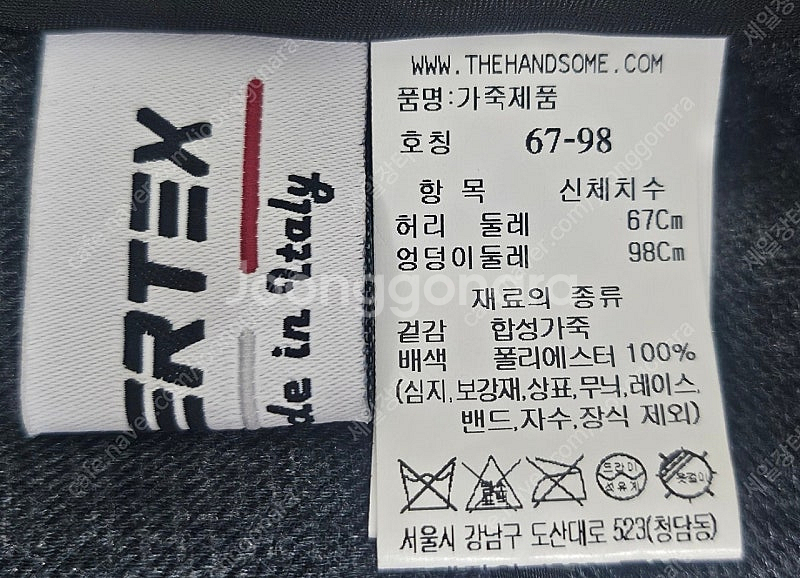 ERTEX
de in Italy
WWW.THEHANDSOME.COM
품명:가죽제품
호칭 67-98
항 목 신체치수
허리 둘레 67Cm
엉덩이둘레 98Cm
재료의 종류
겉감 합성가죽
배색 폴리에스터 100%
(심지,보강재,상표,무늬,레이스,
밴드,자수,장식 제외)
드라이
옷걸이
서울시 강남구 도산대로 523(청담동)
joonggonara